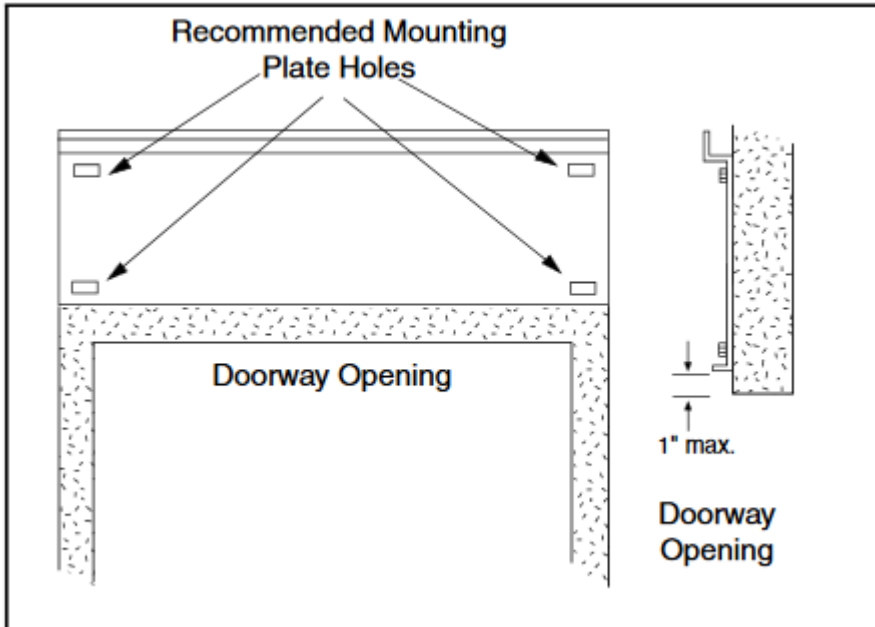 Recommended Mounting
Plate Holes
Doorway Opening
1" max.
Doorway
Opening